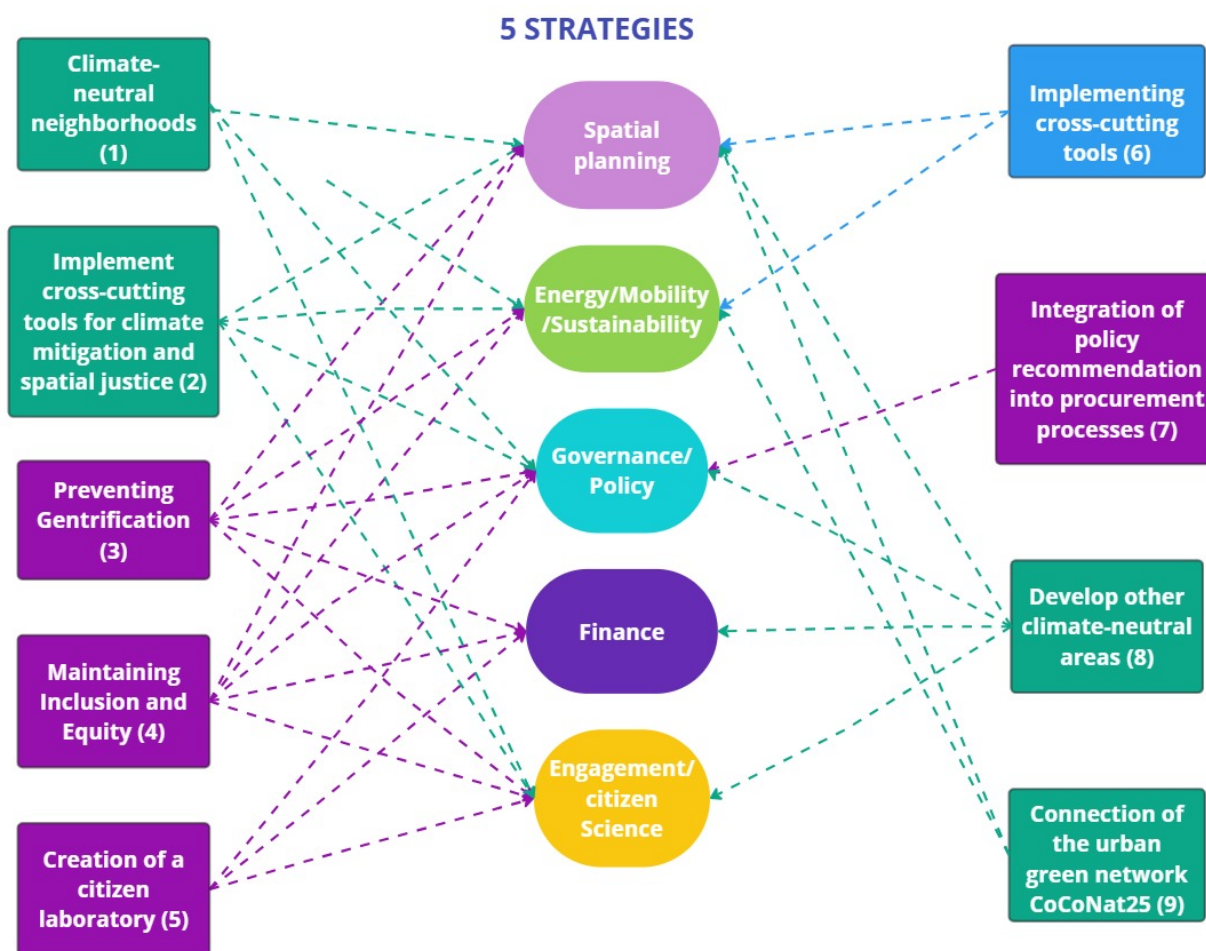 5 STRATEGIES
Climate-
neutral
neighborhoods
(1)
Implement
cross-cutting
tools for climate
mitigation and
spatial justice (2)
Preventing
Gentrification
(3)
Maintaining
Inclusion and
Equity (4)
Creation of a
citizen
laboratory (5)
Spatial
planning
Energy/Mobility
/Sustainability
Governance/
Policy
Finance
Engagement/
citizen
Science
Implementing
cross-cutting
tools (6)
Integration of
policy
recommendation
into procurement
processes (7)
Develop other
climate-neutral
areas (8)
Connection of
the urban
green network
CoCoNat25 (9)